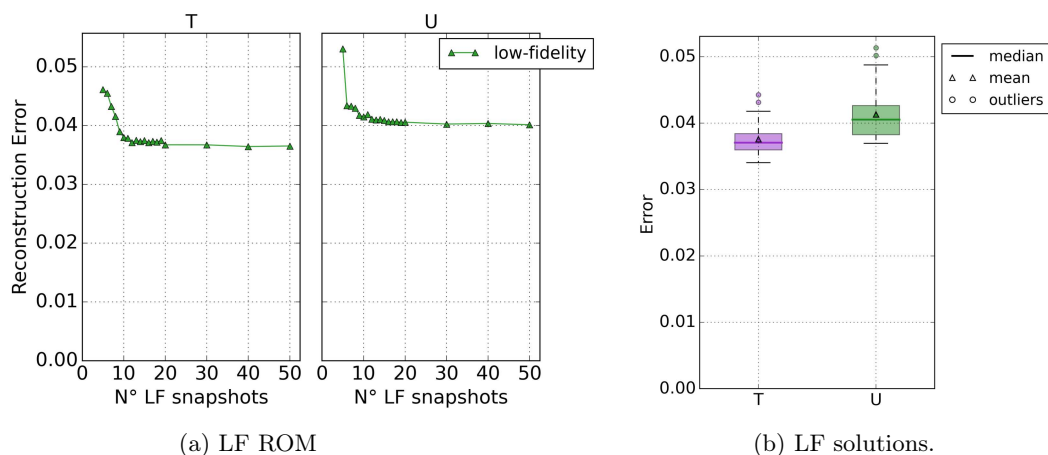 T
U
low-fidelity
Reconstruction Error
0.05
0.04
0.03
0.02
0.01
0.00
0 10 20 30 40 50
0 10 20 30 40 50
N° LF snapshots
N° LF snapshots
(a) LF ROM
median
mean
outliers
Error
0.05
0.04
0.03
0.02
0.01
0.00
T
U
(b) LF solutions.